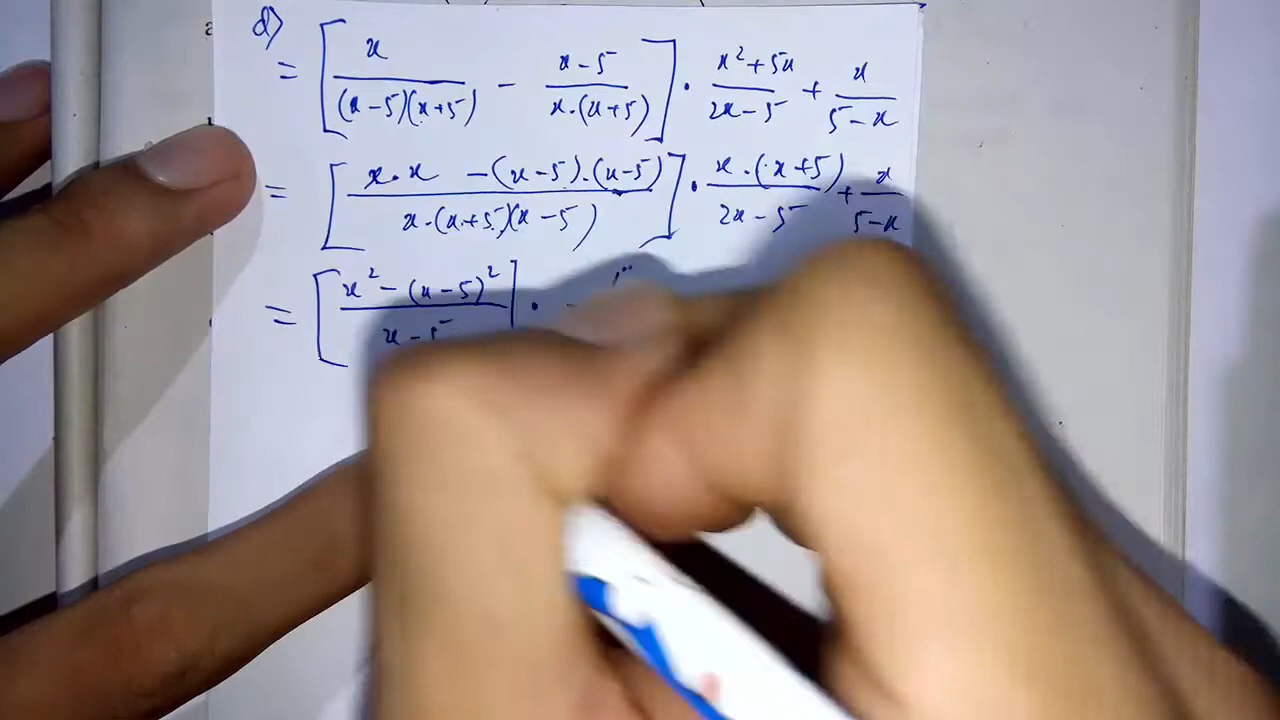 d)
= [ x/((x-5)(x+5)) - (x-5)/(x.(x+5)) ] . (x²+5x)/(2x-5) + x/(5-x)
= [ (x.x -(x-5).(x-5))/(x.(x+5)(x-5)) ] . (x.(x+5))/(2x-5) + x/(5-x)
= [ (x²-(x-5)²)/(x-5) ] .